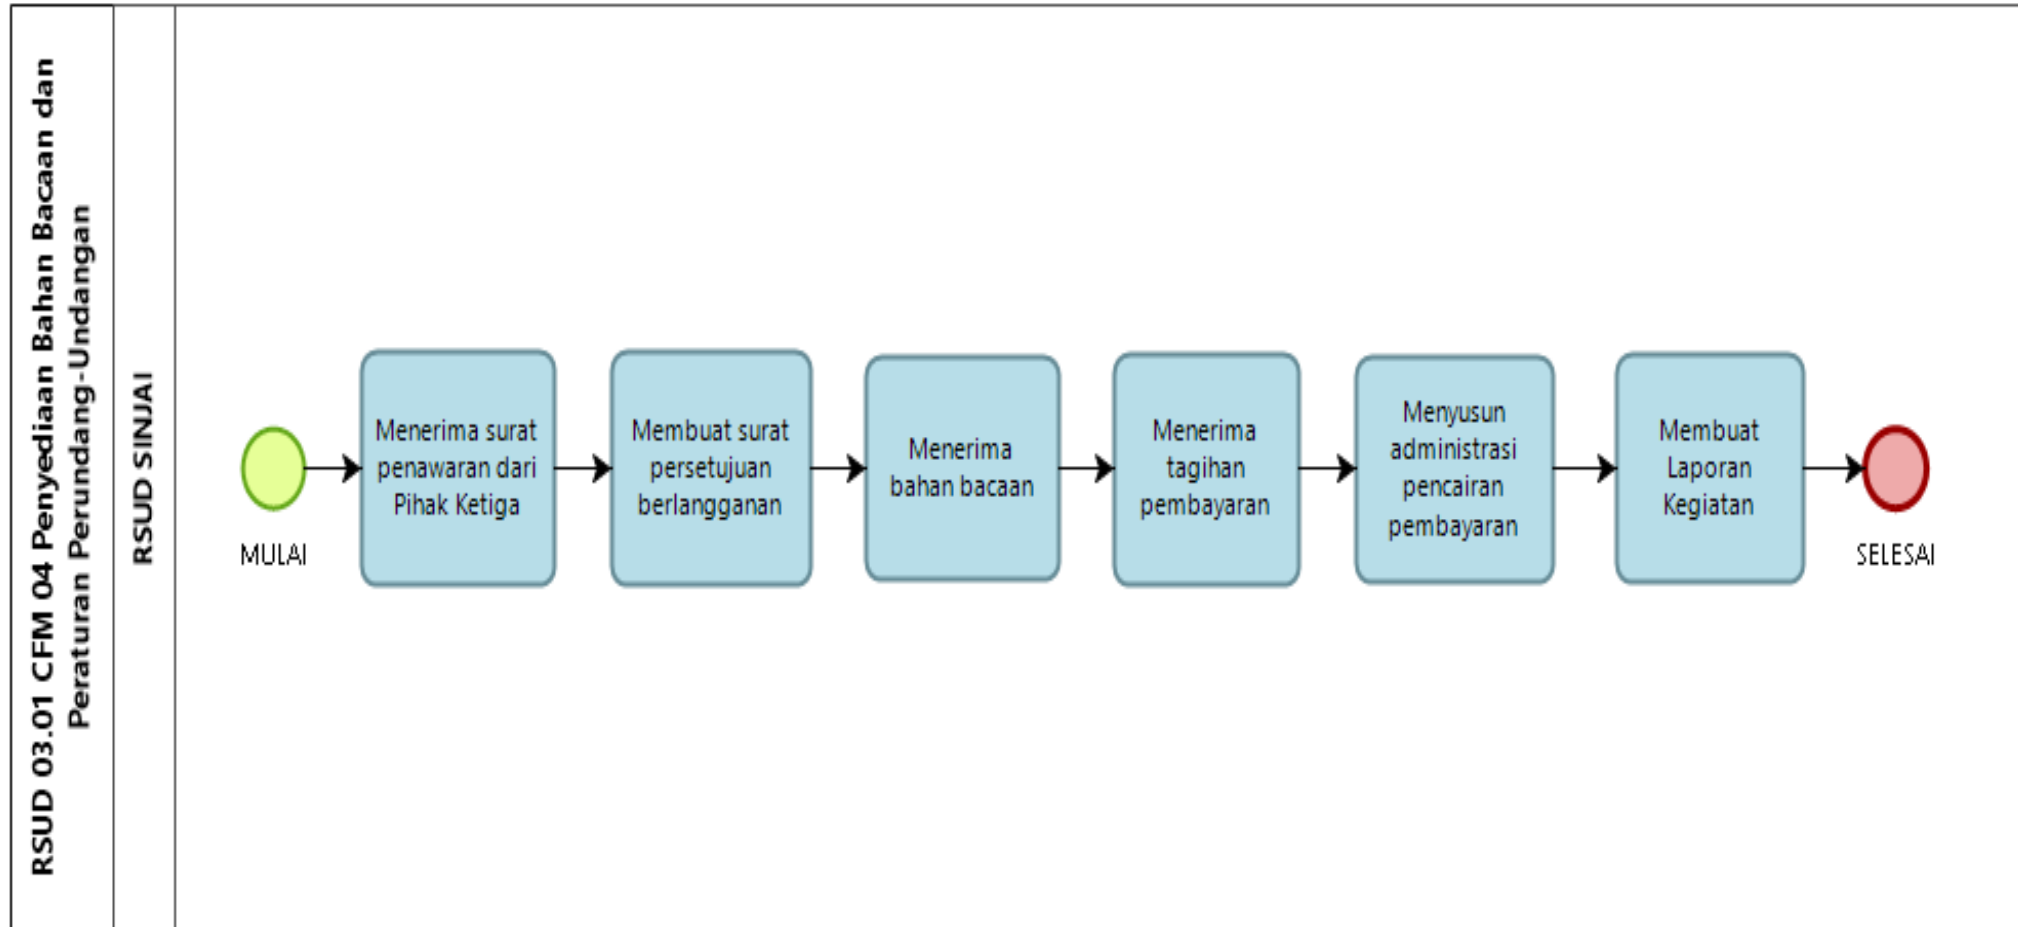 RSUD 03.01 CFM 04 Penyediaan Bahan Bacaan dan
Peraturan Perundang-Undangan
RSUD SINJAI
MULAI
Menerima surat
penawaran dari
Pihak Ketiga
Membuat surat
persetujuan
berlangganan
Menerima
bahan bacaan
Menerima
tagihan
pembayaran
Menyusun
administrasi
pencairan
pembayaran
Membuat
Laporan
Kegiatan
SELESAI